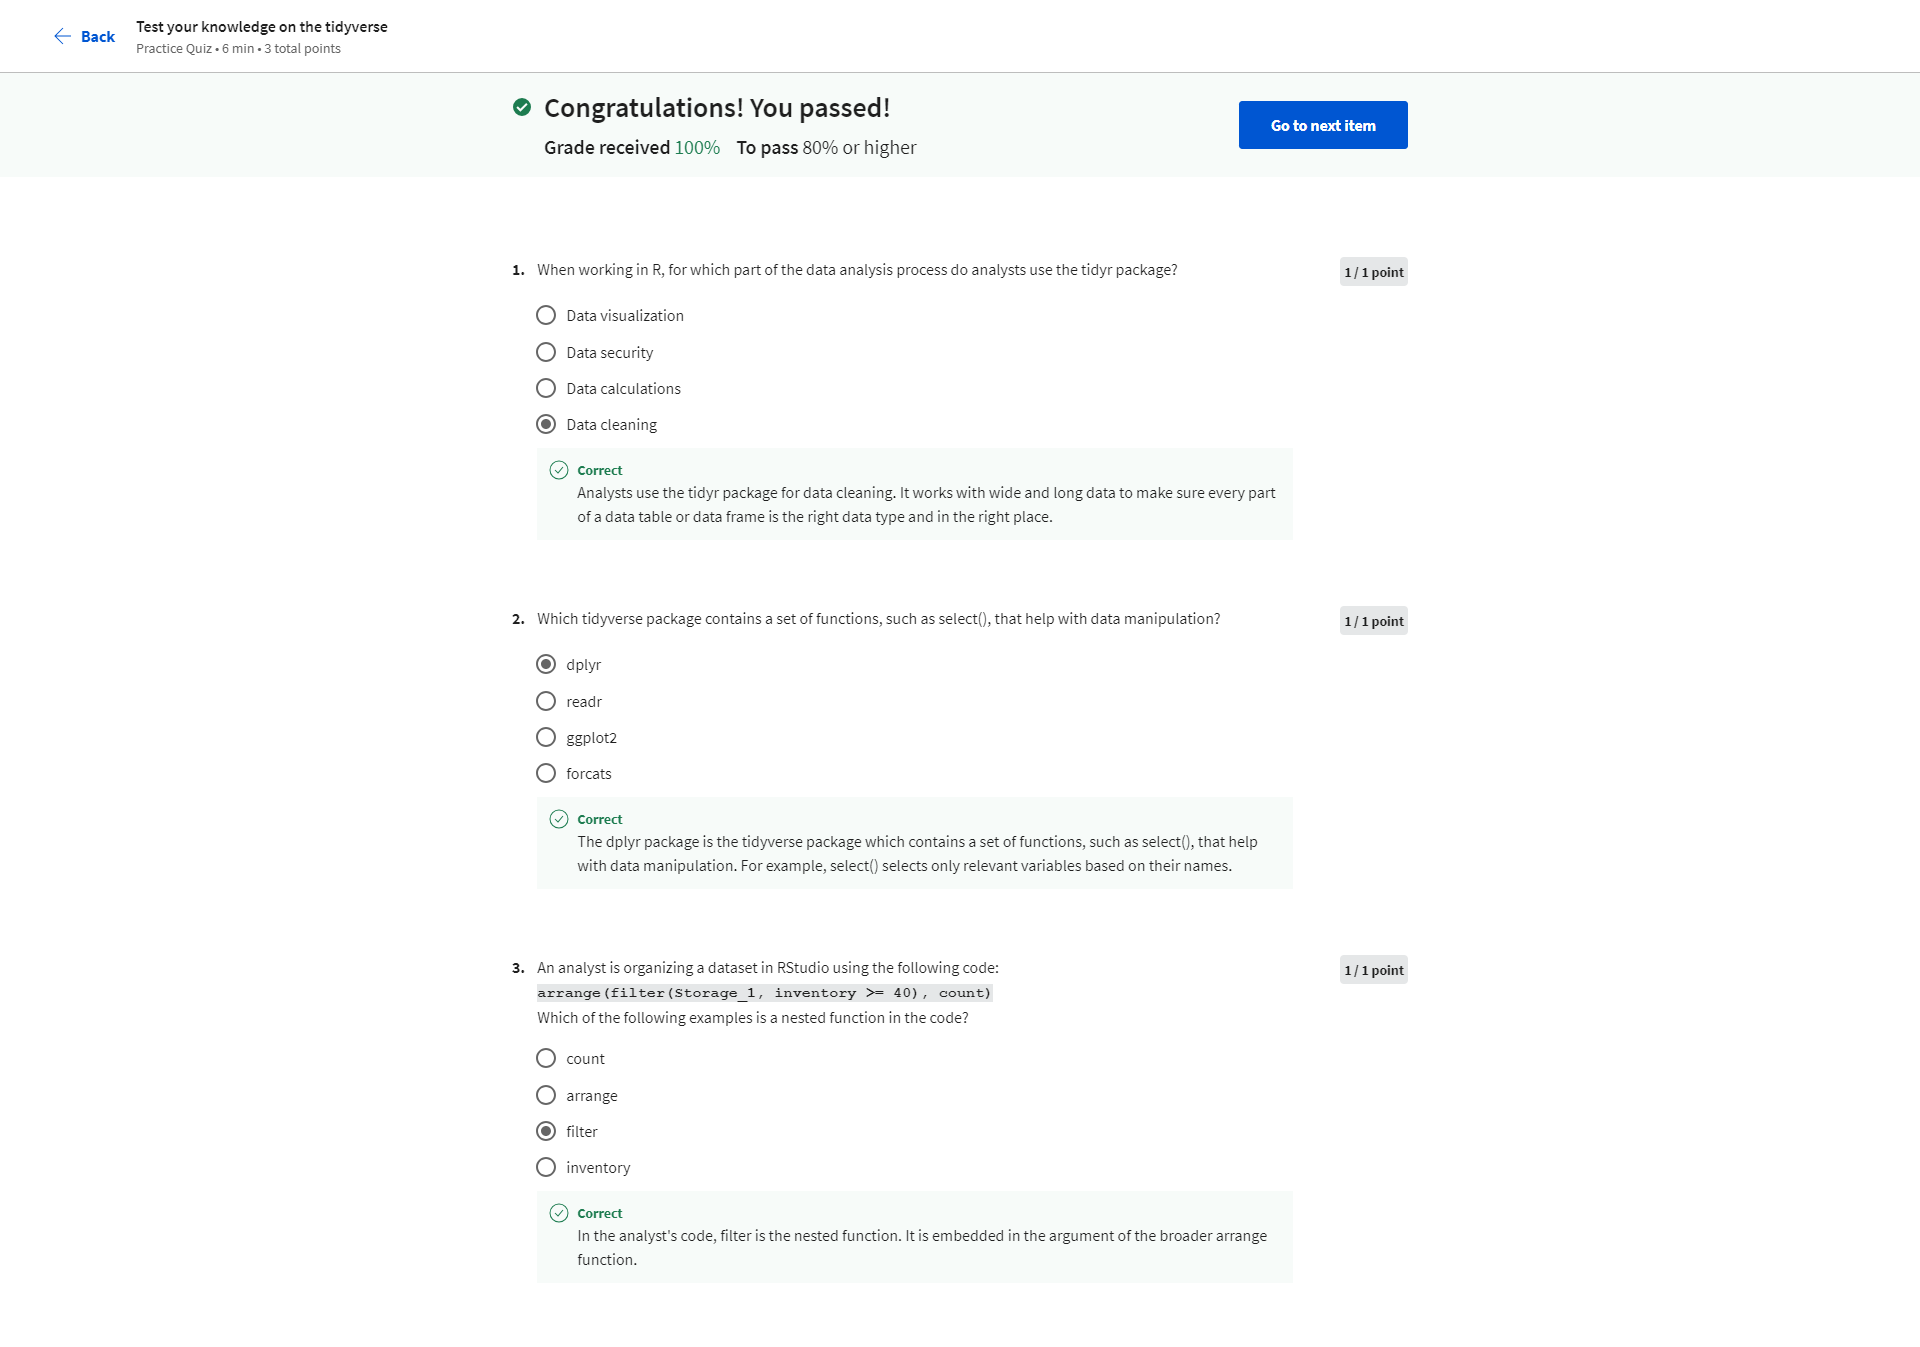 Back
Test your knowledge on the tidyverse
Practice Quiz • 6 min • 3 total points
Congratulations! You passed!
Grade received 100% To pass 80% or higher
Go to next item
1. When working in R, for which part of the data analysis process do analysts use the tidyr package?
1 / 1 point
Data visualization
Data security
Data calculations
Data cleaning
Correct
Analysts use the tidyr package for data cleaning. It works with wide and long data to make sure every part
of a data table or data frame is the right data type and in the right place.
2. Which tidyverse package contains a set of functions, such as select(), that help with data manipulation?
1 / 1 point
dplyr
readr
ggplot2
forcats
Correct
The dplyr package is the tidyverse package which contains a set of functions, such as select(), that help
with data manipulation. For example, select() selects only relevant variables based on their names.
3. An analyst is organizing a dataset in RStudio using the following code:
1 / 1 point
arrange(filter(Storage_1, inventory >= 40), count)
Which of the following examples is a nested function in the code?
count
arrange
filter
inventory
Correct
In the analyst's code, filter is the nested function. It is embedded in the argument of the broader arrange
function.